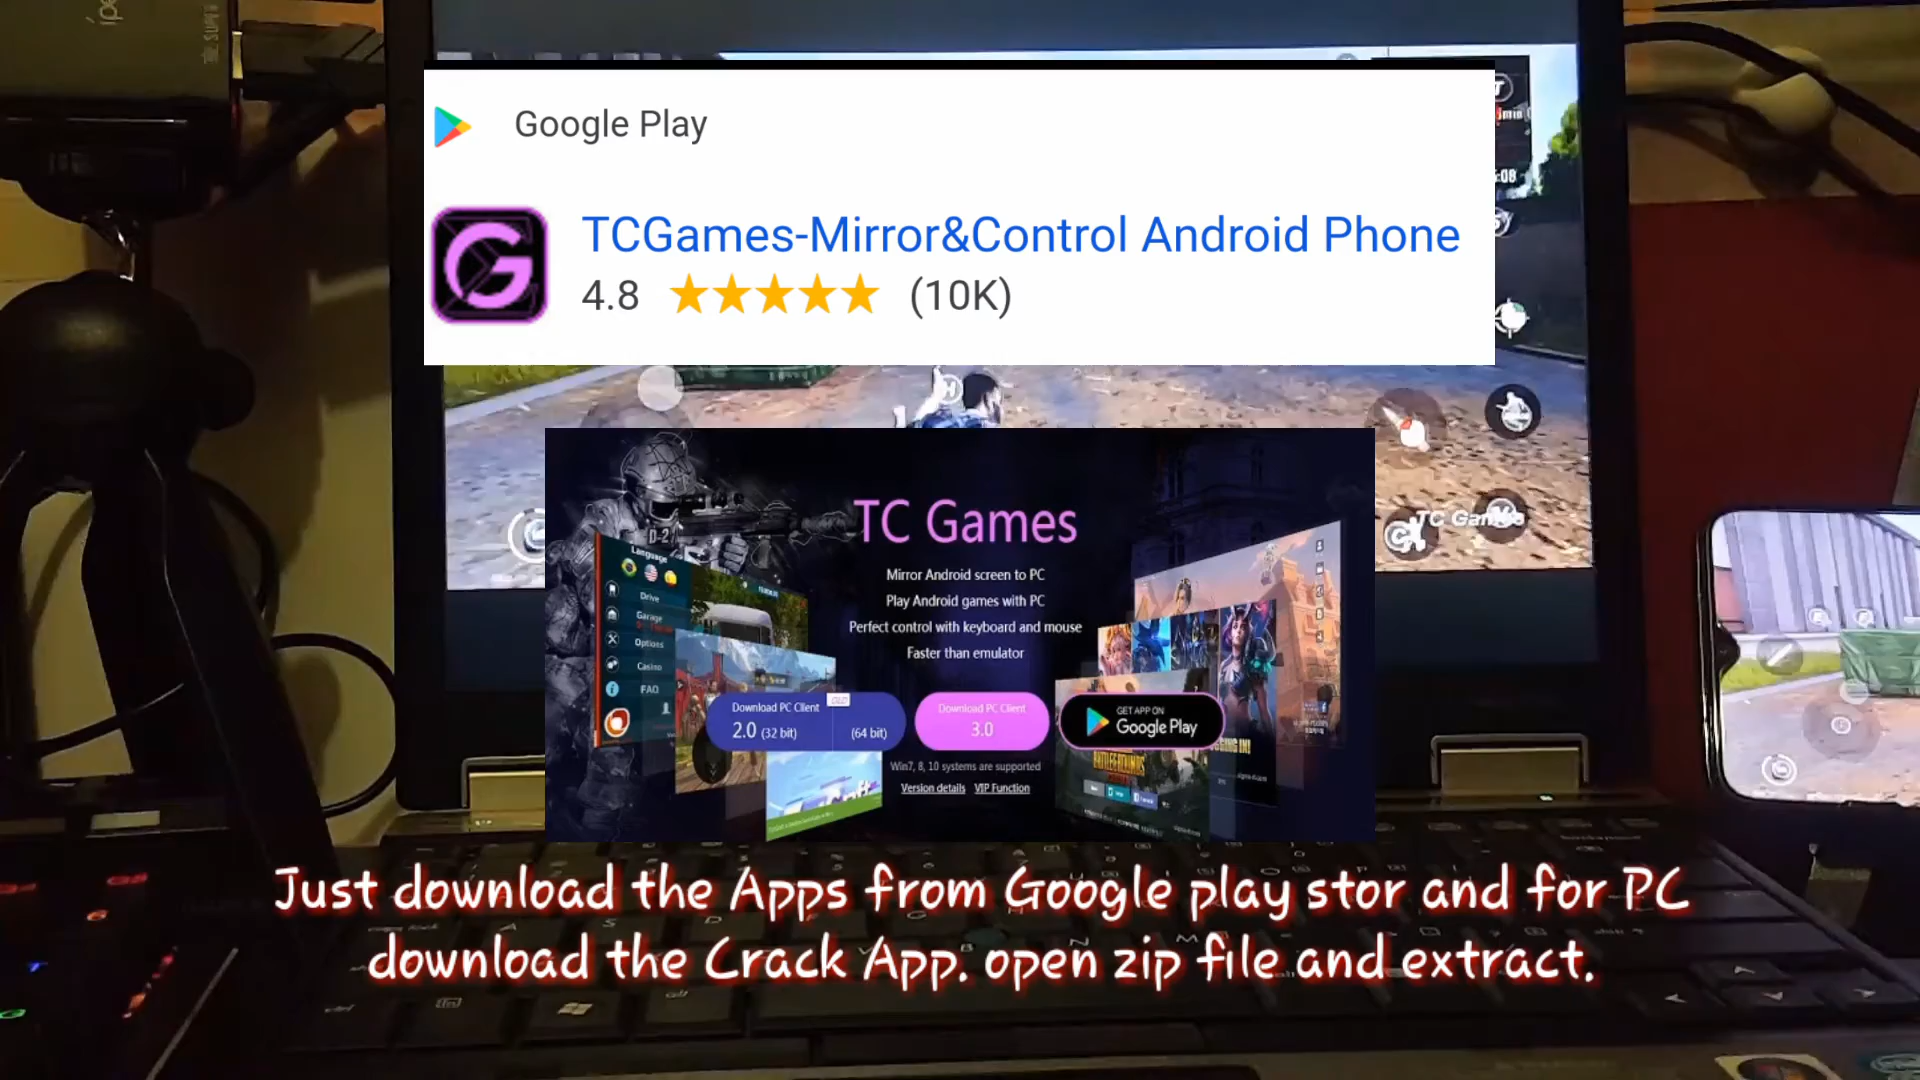 Google Play
TCGames-Mirror&Control Android Phone
4.8 (10K)
TC Games
Mirror Android screen to PC
Play Android games with PC
Perfect control with keyboard and mouse
Faster than emulator
Language
Drive
Garage
Options
Casino
FAQ
D-2
Download PC Client
2.0 (32 bit) (64 bit)
Download PC Client
3.0
GET APP ON
Google Play
Win7, 8, 10 systems are supported
Version details VIP Function
BATTLEGROUNDS
TC Games
Just download the Apps from Google play stor and for PC
download the Crack App. open zip file and extract.